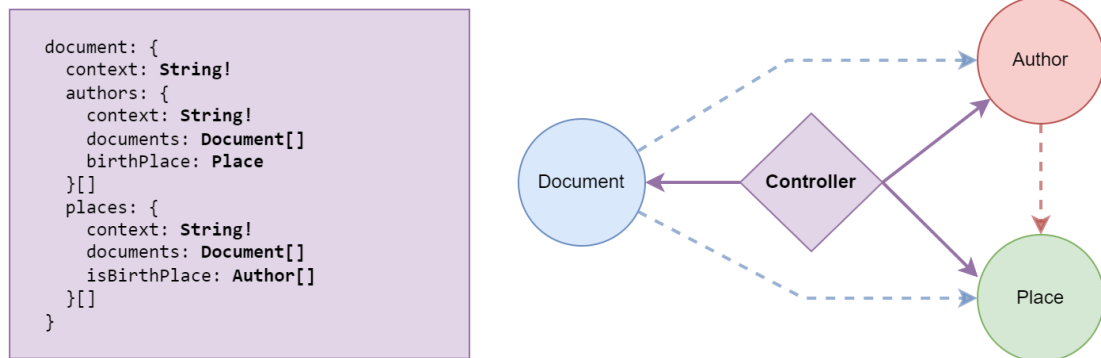 document: {
context: String!
authors: {
context: String!
documents: Document[]
birthPlace: Place
}[]
places: {
context: String!
documents: Document[]
isBirthPlace: Author[]
}[]
}
Author
Document
Controller
Place